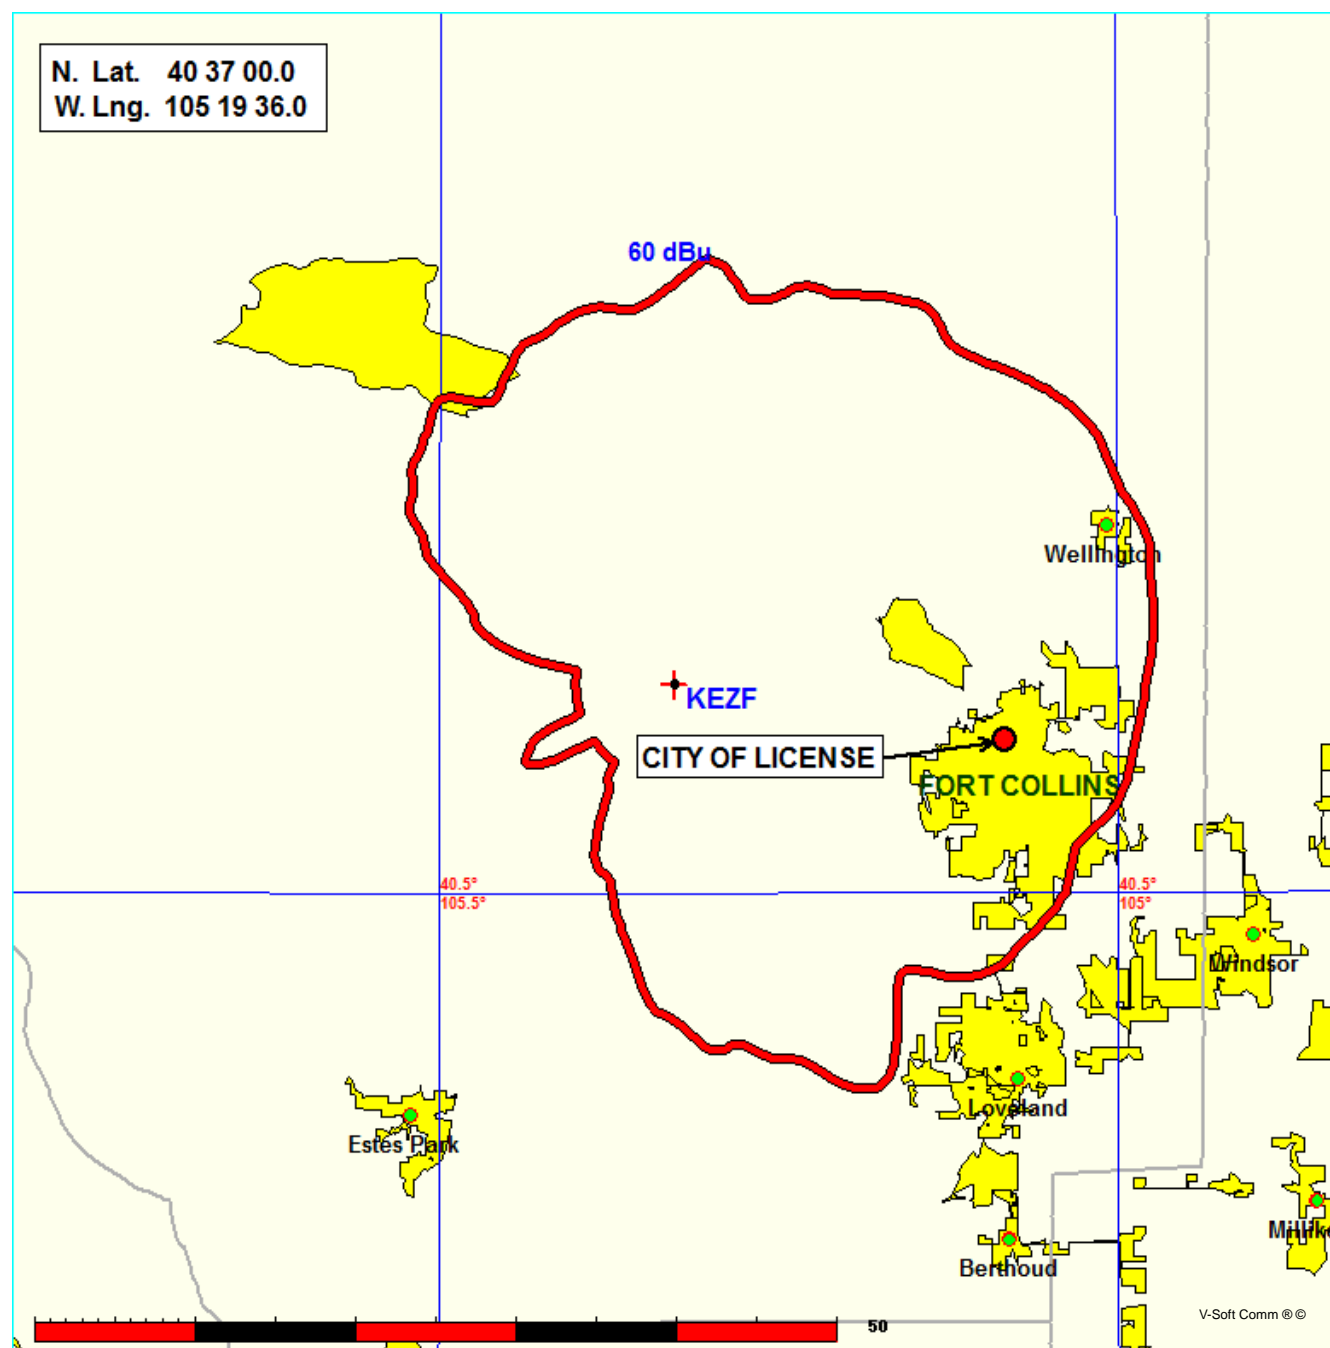 N. Lat. 40 37 00.0
W. Lng. 105 19 36.0
60 dBu
Wellington
KEZF
CITY OF LICENSE
FORT COLLINS
40.5°
105.5°
40.5°
105°
Windsor
Loveland
Estes Park
Berthoud
V-Soft Comm ® ©
50